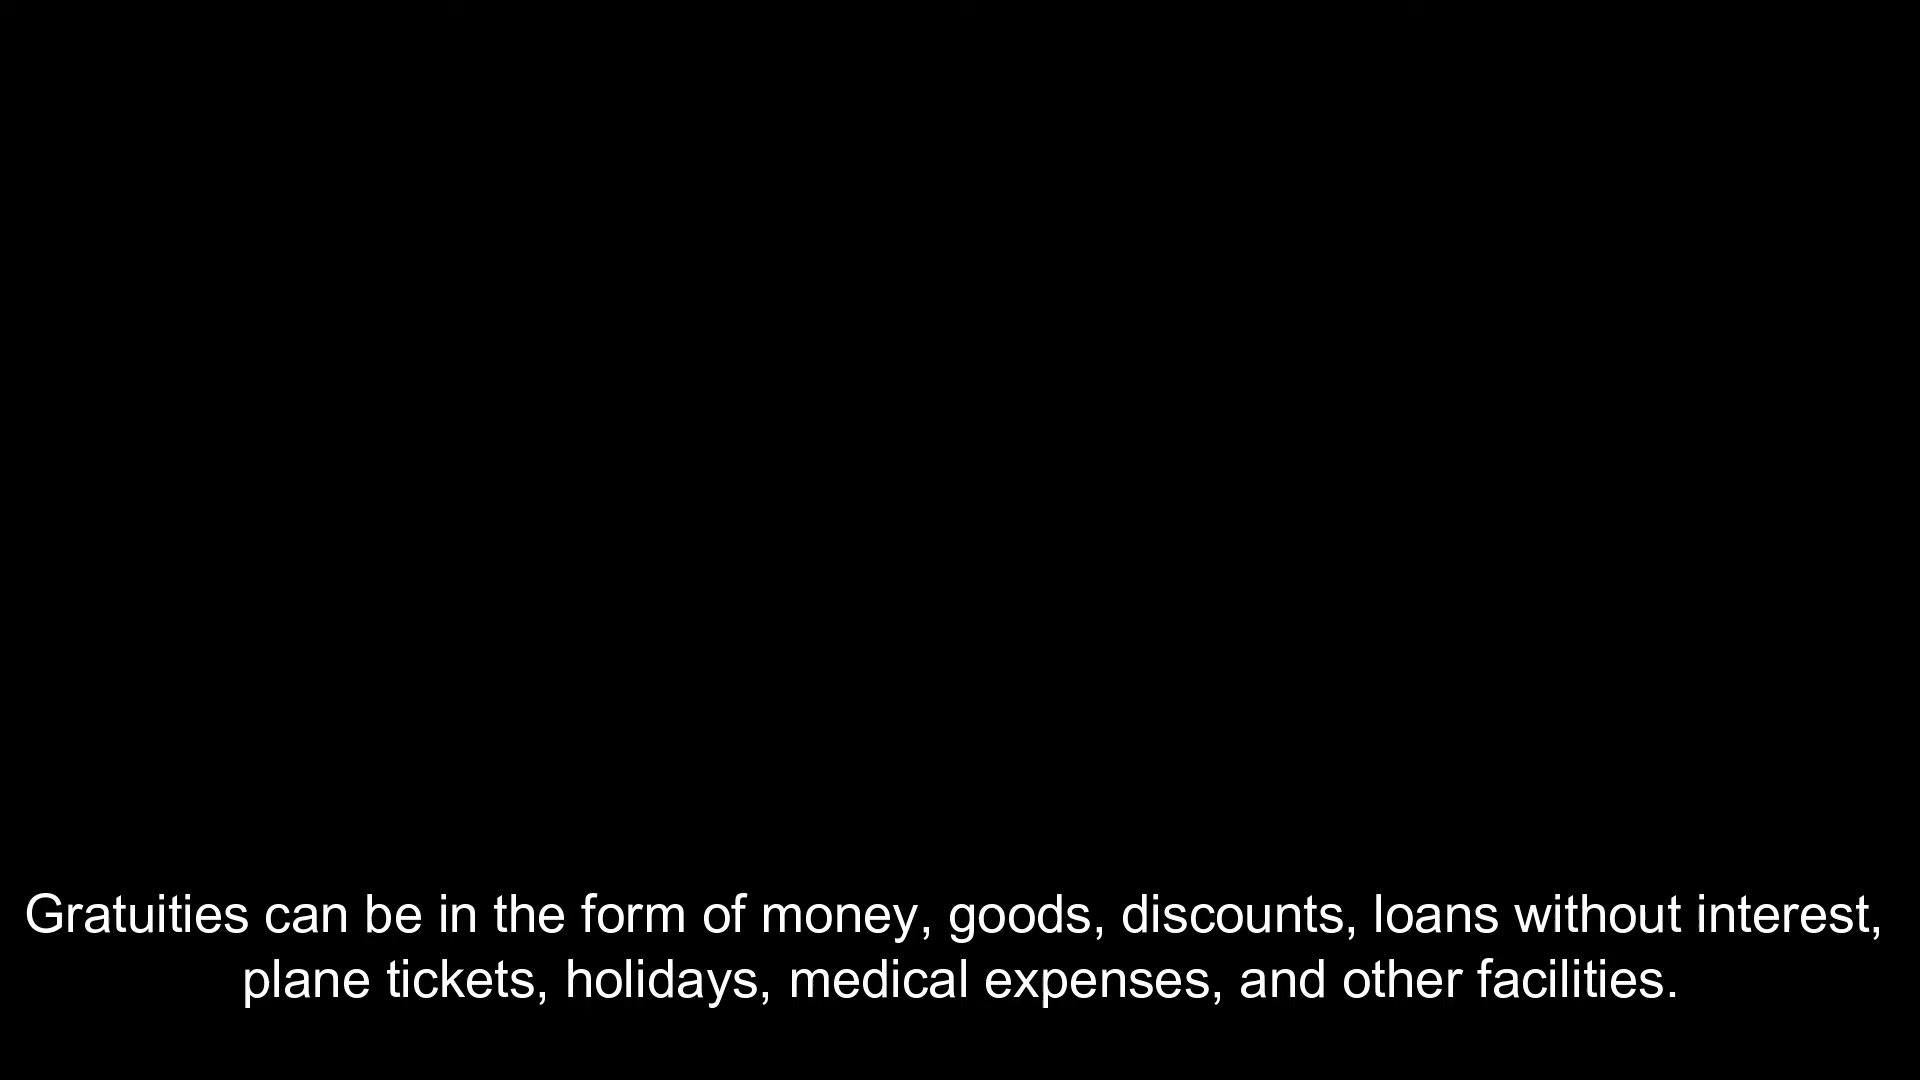 Gratuities can be in the form of money, goods, discounts, loans without interest,
plane tickets, holidays, medical expenses, and other facilities.